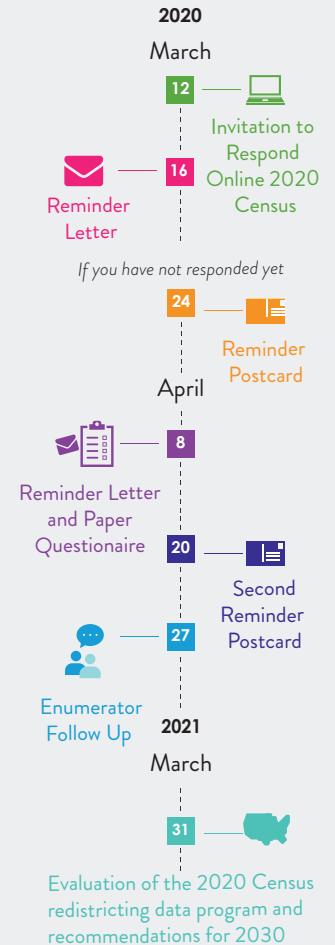 2020
March
12
Invitation to
Respond
Online 2020
Census
16
Reminder
Letter
If you have not responded yet
24
Reminder
Postcard
April
8
Reminder Letter
and Paper
Questionaire
20
Second
Reminder
Postcard
27
Enumerator
Follow Up
2021
March
31
Evaluation of the 2020 Census
redistricting data program and
recommendations for 2030